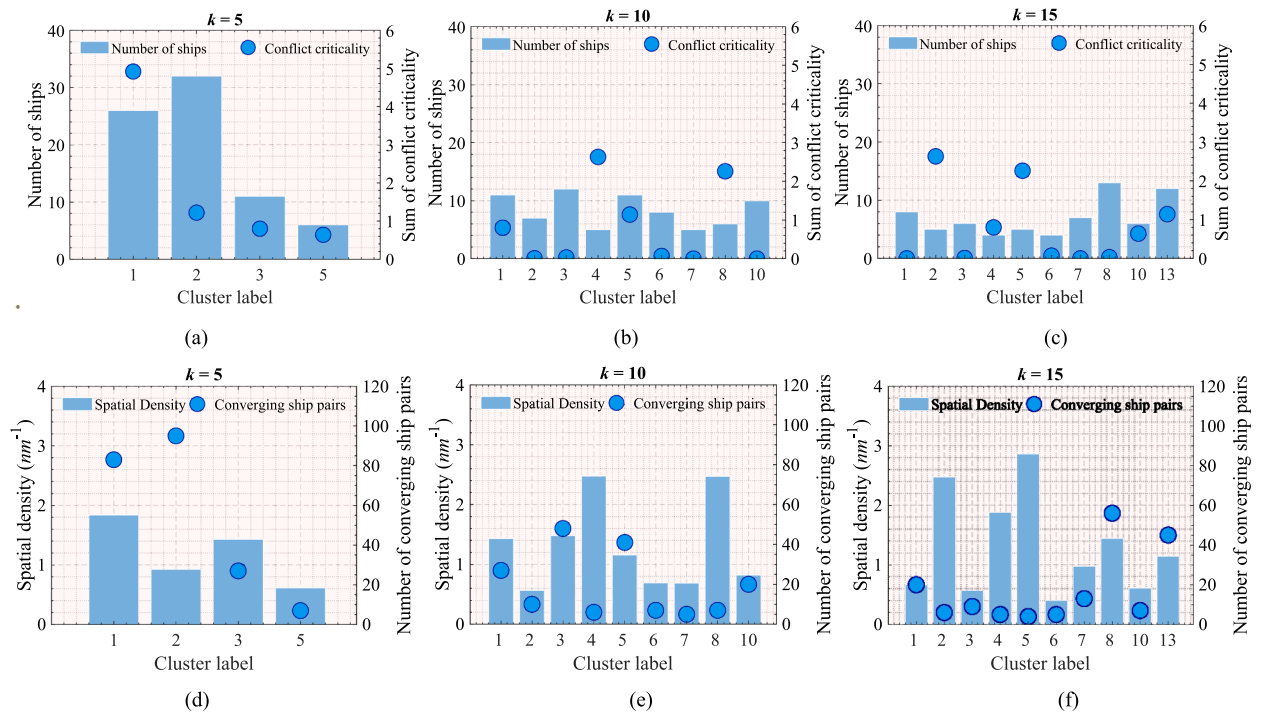 k = 5
Number of ships
Conflict criticality
40
30
20
10
0
6
5
4
3
2
1
0
Number of ships
Sum of conflict criticality
1 2 3 5
Cluster label
(a)
k = 10
Number of ships
Conflict criticality
40
30
20
10
0
6
5
4
3
2
1
0
Number of ships
Sum of conflict criticality
1 2 3 4 5 6 7 8 10
Cluster label
(b)
k = 15
Number of ships
Conflict criticality
40
30
20
10
0
6
5
4
3
2
1
0
Number of ships
Sum of conflict criticality
1 2 3 4 5 6 7 8 10 13
Cluster label
(c)
k = 5
Spatial Density
Converging ship pairs
4
3
2
1
0
120
100
80
60
40
20
0
Spatial density (nm⁻¹)
Number of converging ship pairs
1 2 3 5
Cluster label
(d)
k = 10
Spatial Density
Converging ship pairs
4
3
2
1
0
120
100
80
60
40
20
0
Spatial density (nm⁻¹)
Number of converging ship pairs
1 2 3 4 5 6 7 8 10
Cluster label
(e)
k = 15
Spatial Density
Converging ship pairs
4
3
2
1
0
120
100
80
60
40
20
0
Spatial density (nm⁻¹)
Number of converging ship pairs
1 2 3 4 5 6 7 8 10 13
Cluster label
(f)